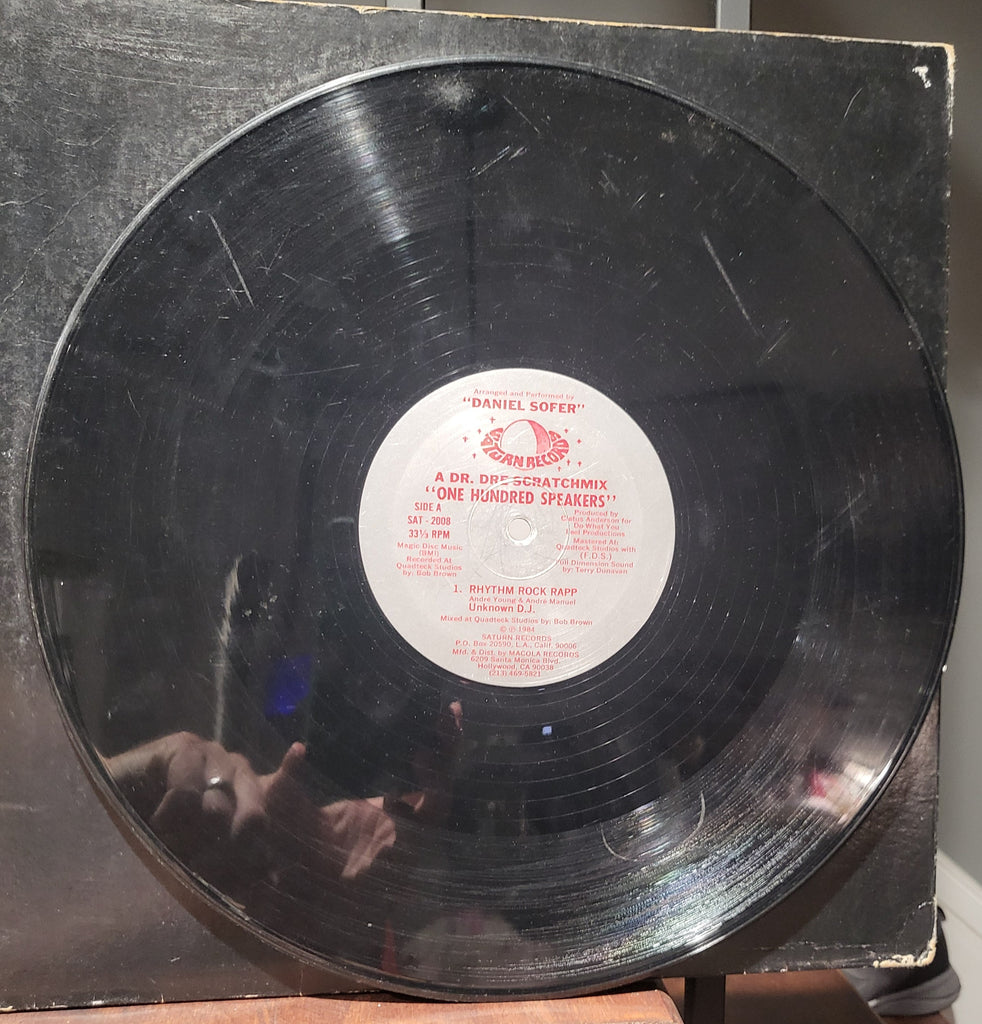 Arranged and Performed by
"DANIEL SOFER"
SATURN RECORDS
A DR. DRE SCRATCHMIX
"ONE HUNDRED SPEAKERS"
SIDE A
SAT - 2008
33⅓ RPM
Magic Disc Music
(BMI)
Recorded At
Quadteck Studios
by: Bob Brown
Produced by
Cletus Anderson for
Do What You
Feel Productions
Mastered At:
Quadteck Studios with
(F.D.S.)
Full Dimension Sound
by: Terry Dunavan
1. RHYTHM ROCK RAPP
Andre Young & Andre Manuel
Unknown D.J.
Mixed at Quadteck Studios by: Bob Brown
© ℗ 1984
SATURN RECORDS
P.O. Box 20590, L.A., Calif. 90006
Mfd. & Dist. by MACOLA RECORDS
6209 Santa Monica Blvd.
Hollywood, CA 90038
(213) 469-5821